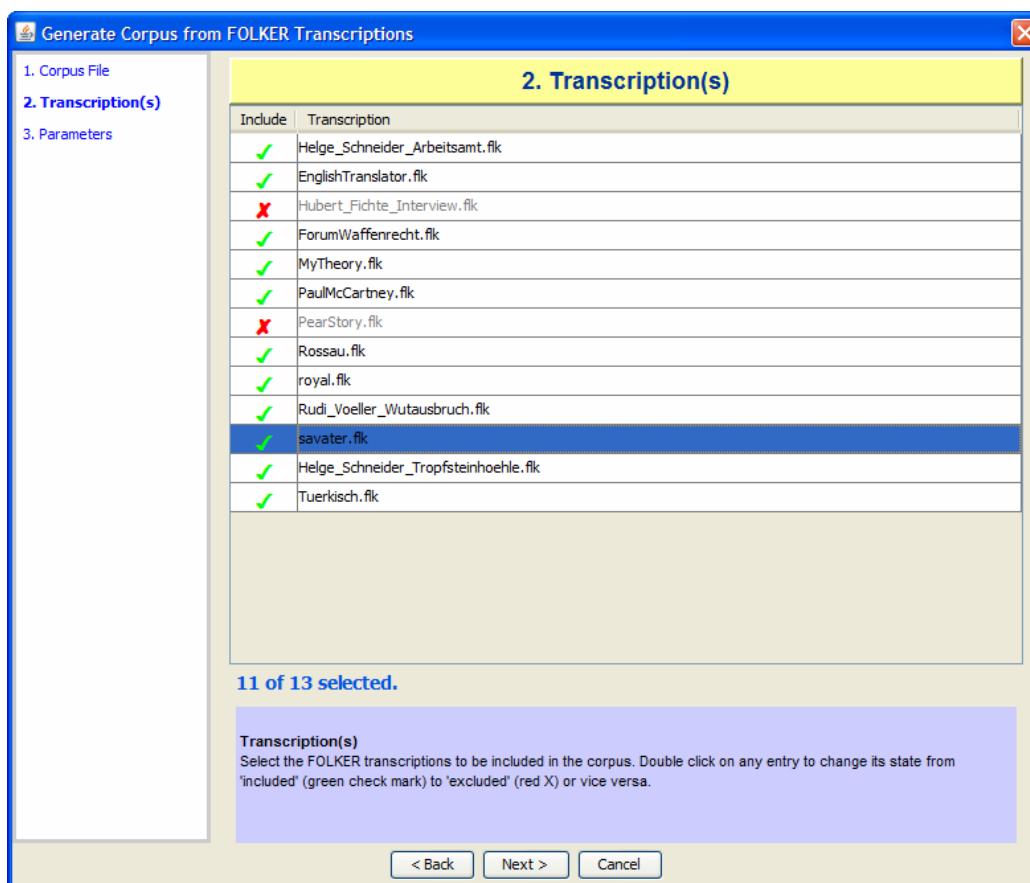 Generate Corpus from FOLKER Transcriptions
1. Corpus File
2. Transcription(s)
3. Parameters
2. Transcription(s)
Include Transcription
Helge_Schneider_Arbeitsamt.flk
EnglishTranslator.flk
Hubert_Fichte_Interview.flk
ForumWaffenrecht.flk
MyTheory.flk
PaulMcCartney.flk
PearStory.flk
Rossau.flk
royal.flk
Rudi_Voeller_Wutausbruch.flk
savater.flk
Helge_Schneider_Tropfsteinhoehle.flk
Tuerkisch.flk
11 of 13 selected.
Transcription(s)
Select the FOLKER transcriptions to be included in the corpus. Double click on any entry to change its state from
'included' (green check mark) to 'excluded' (red X) or vice versa.
< Back Next > Cancel